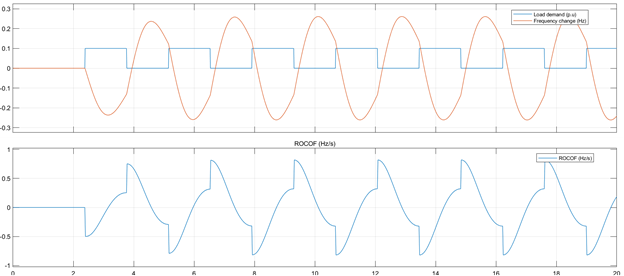 0.3
Load demand (p.u)
Frequency change (Hz)
0.2
0.1
0
-0.1
-0.2
-0.3
ROCOF (Hz/s)
1
ROCOF (Hz/s)
0.5
0
-0.5
-1
0 2 4 6 8 10 12 14 16 18 20